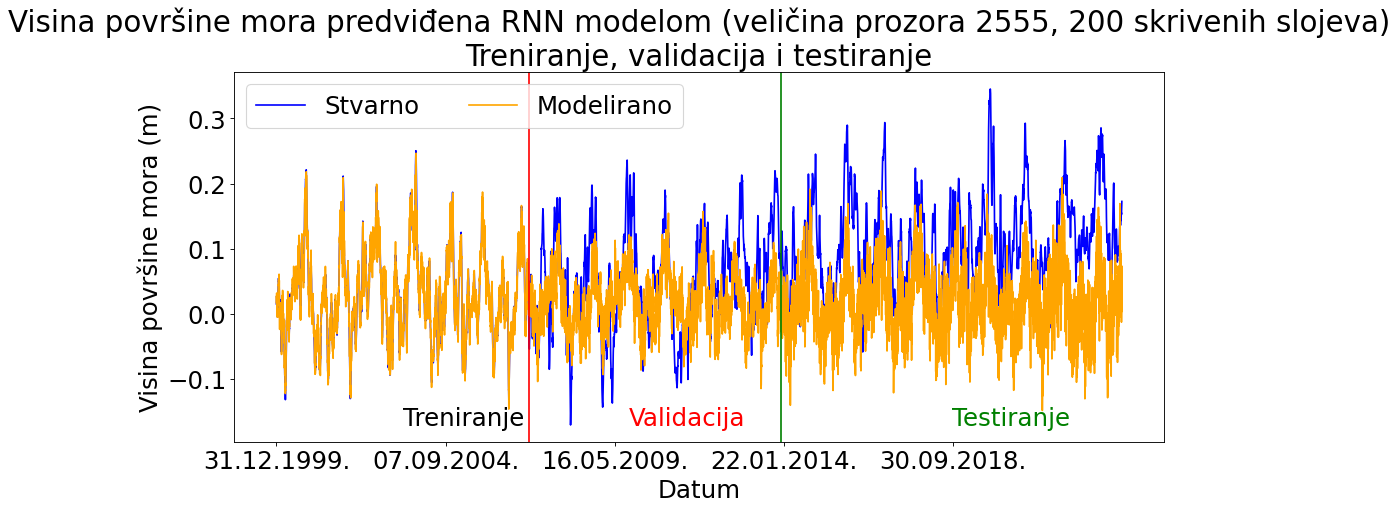 Visina površine mora predviđena RNN modelom (veličina prozora 2555, 200 skrivenih slojeva)
Treniranje, validacija i testiranje
Stvarno Modelirano
Visina površine mora (m)
0.3
0.2
0.1
0.0
−0.1
Treniranje Validacija Testiranje
31.12.1999. 07.09.2004. 16.05.2009. 22.01.2014. 30.09.2018.
Datum